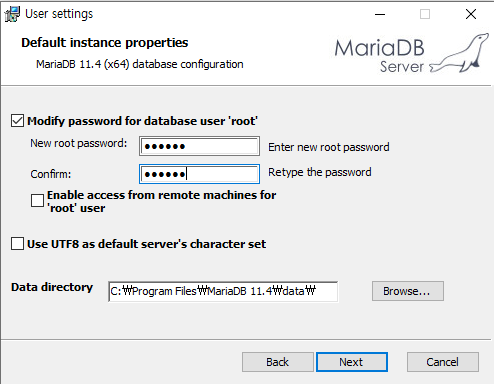 User settings
Default instance properties
MariaDB 11.4 (x64) database configuration
MariaDB
Server
Modify password for database user 'root'
New root password: ●●●●●● Enter new root password
Confirm: ●●●●●● Retype the password
Enable access from remote machines for
'root' user
Use UTF8 as default server's character set
Data directory C:₩Program Files₩MariaDB 11.4₩data₩ Browse...
Back Next Cancel